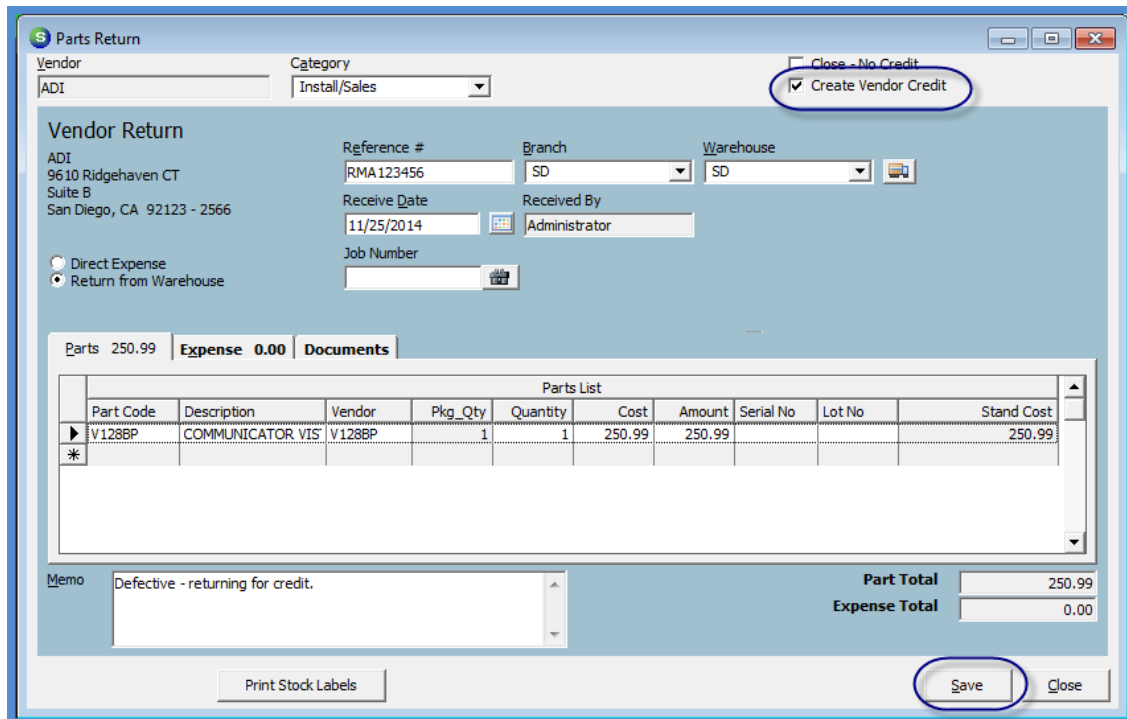 S Parts Return
Vendor Category Close - No Credit
ADI Install/Sales Create Vendor Credit
Vendor Return
ADI
9610 Ridgehaven CT
Suite B
San Diego, CA 92123 - 2566
Reference # Branch Warehouse
RMA123456 SD SD
Receive Date Received By
11/25/2014 Administrator
Job Number
Direct Expense
Return from Warehouse
Parts 250.99 Expense 0.00 Documents
Parts List
Part Code Description Vendor Pkg_Qty Quantity Cost Amount Serial No Lot No Stand Cost
V128BP COMMUNICATOR VIS V128BP 1 1 250.99 250.99 250.99
Memo Defective - returning for credit. Part Total 250.99
Expense Total 0.00
Print Stock Labels Save Close